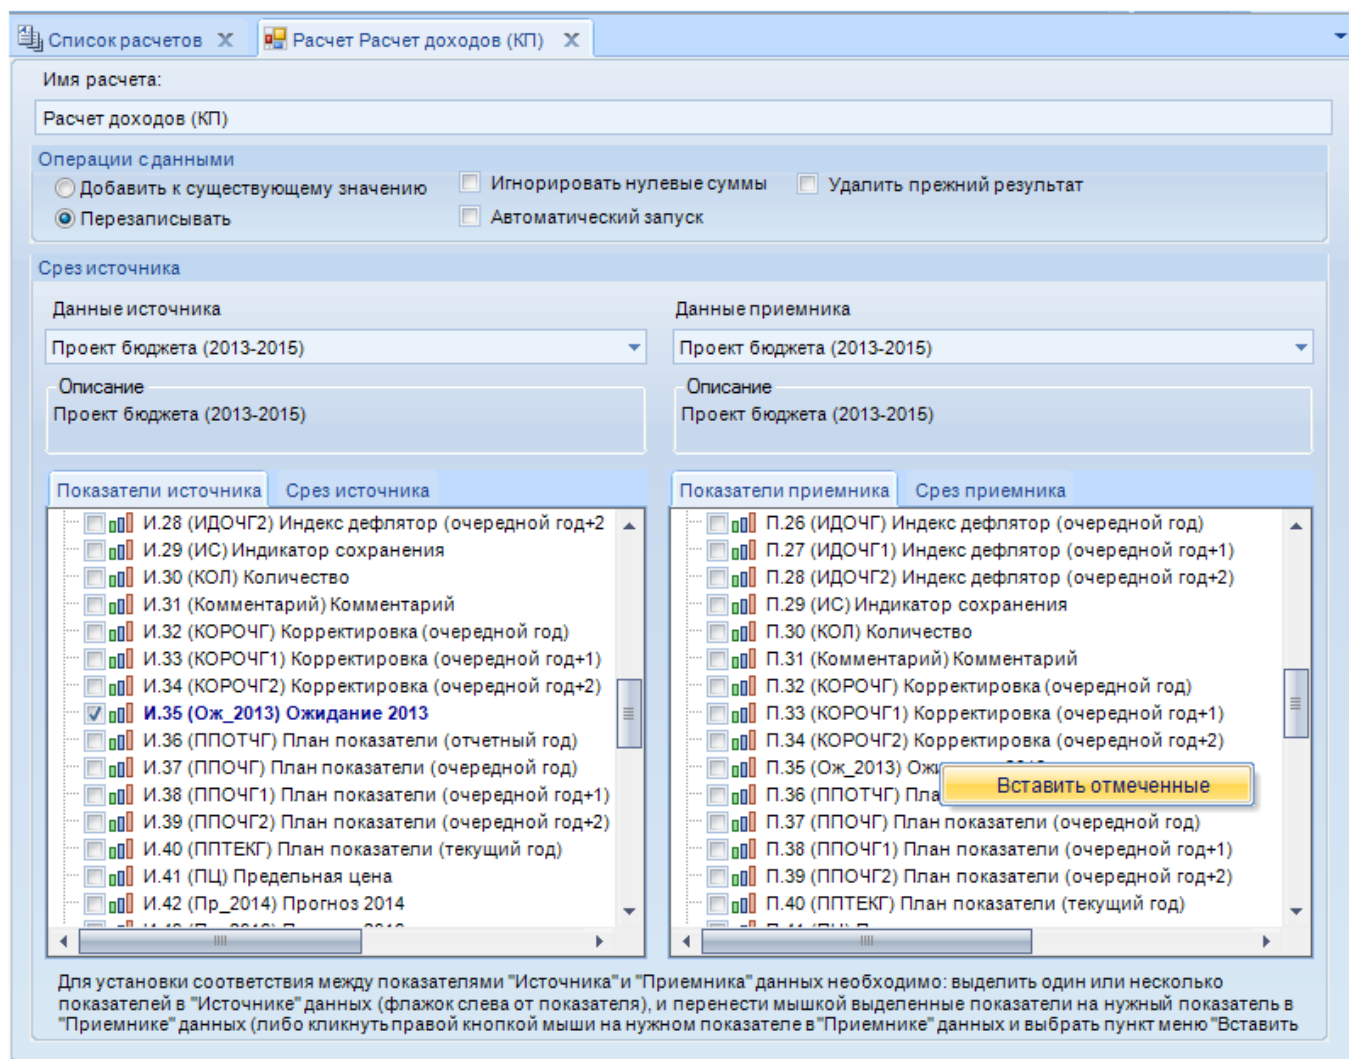 Список расчетов
Расчет Расчет доходов (КП)
Имя расчета:
Расчет доходов (КП)
Операции с данными
Добавить к существующему значению
Игнорировать нулевые суммы
Удалить прежний результат
Перезаписывать
Автоматический запуск
Срез источника
Данные источника
Проект бюджета (2013-2015)
Описание
Проект бюджета (2013-2015)
Показатели источника Срез источника
И.28 (ИДОЧГ2) Индекс дефлятор (очередной год+2
И.29 (ИС) Индикатор сохранения
И.30 (КОЛ) Количество
И.31 (Комментарий) Комментарий
И.32 (КОРОЧГ) Корректировка (очередной год)
И.33 (КОРОЧГ1) Корректировка (очередной год+1)
И.34 (КОРОЧГ2) Корректировка (очередной год+2)
И.35 (Ож_2013) Ожидание 2013
И.36 (ППОТЧГ) План показатели (отчетный год)
И.37 (ППОЧГ) План показатели (очередной год)
И.38 (ППОЧГ1) План показатели (очередной год+1)
И.39 (ППОЧГ2) План показатели (очередной год+2)
И.40 (ППТЕКГ) План показатели (текущий год)
И.41 (ПЦ) Предельная цена
И.42 (Пр_2014) Прогноз 2014
Данные приемника
Проект бюджета (2013-2015)
Описание
Проект бюджета (2013-2015)
Показатели приемника Срез приемника
П.26 (ИДОЧГ) Индекс дефлятор (очередной год)
П.27 (ИДОЧГ1) Индекс дефлятор (очередной год+1)
П.28 (ИДОЧГ2) Индекс дефлятор (очередной год+2)
П.29 (ИС) Индикатор сохранения
П.30 (КОЛ) Количество
П.31 (Комментарий) Комментарий
П.32 (КОРОЧГ) Корректировка (очередной год)
П.33 (КОРОЧГ1) Корректировка (очередной год+1)
П.34 (КОРОЧГ2) Корректировка (очередной год+2)
П.35 (Ож_2013)
П.36 (ППОТЧГ)
Вставить отмеченные
П.37 (ППОЧГ) План показатели (очередной год)
П.38 (ППОЧГ1) План показатели (очередной год+1)
П.39 (ППОЧГ2) План показатели (очередной год+2)
П.40 (ППТЕКГ) План показатели (текущий год)
Для установки соответствия между показателями "Источника" и "Приемника" данных необходимо: выделить один или несколько
показателей в "Источнике" данных (флажок слева от показателя), и перенести мышкой выделенные показатели на нужный показатель в
"Приемнике" данных (либо кликнуть правой кнопкой мыши на нужном показателе в "Приемнике" данных и выбрать пункт меню "Вставить